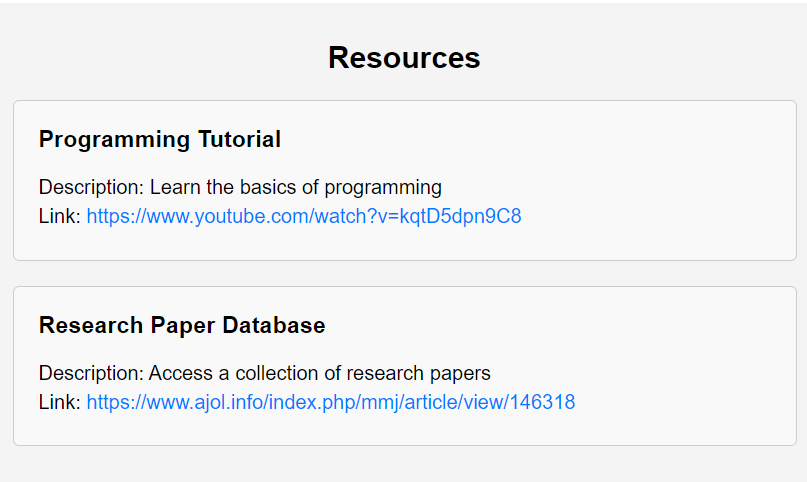 Resources
Programming Tutorial
Description: Learn the basics of programming
Link: https://www.youtube.com/watch?v=kqtD5dpn9C8
Research Paper Database
Description: Access a collection of research papers
Link: https://www.ajol.info/index.php/mmj/article/view/146318